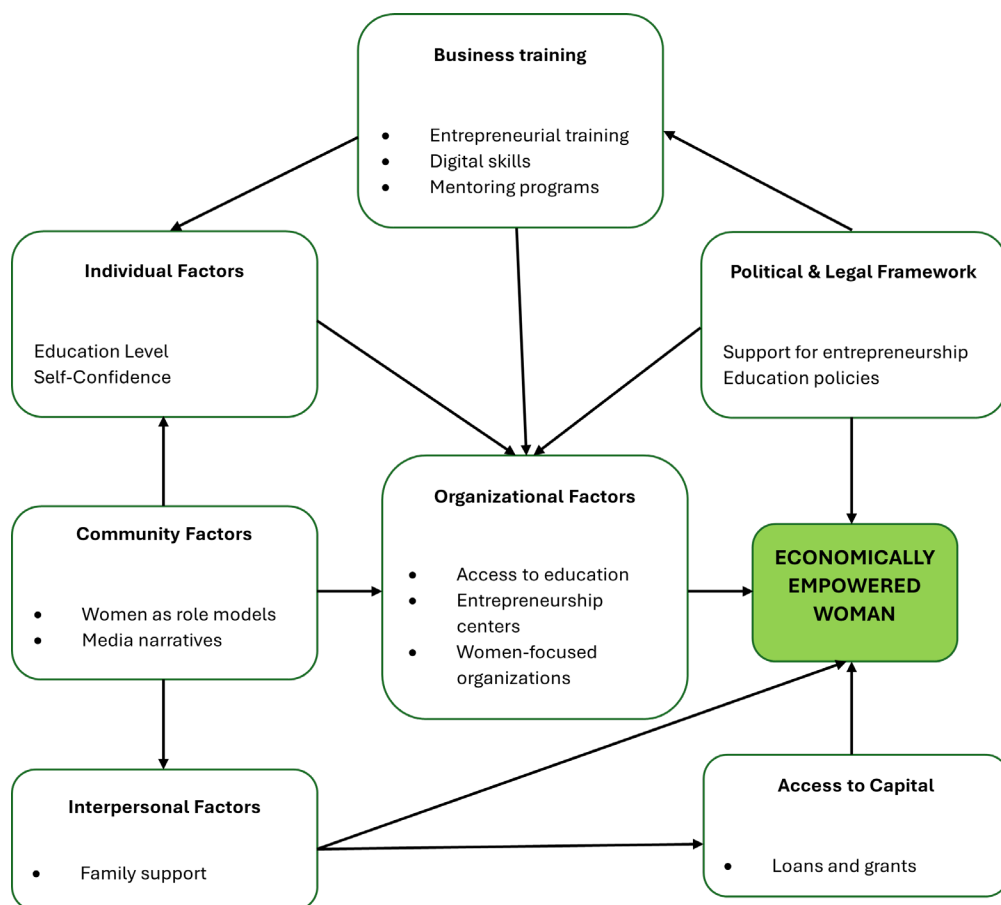 Business training
• Entrepreneurial training
• Digital skills
• Mentoring programs
Individual Factors
Education Level
Self-Confidence
Political & Legal Framework
Support for entrepreneurship
Education policies
Community Factors
• Women as role models
• Media narratives
Organizational Factors
• Access to education
• Entrepreneurship
centers
• Women-focused
organizations
ECONOMICALLY
EMPOWERED
WOMAN
Interpersonal Factors
• Family support
Access to Capital
• Loans and grants